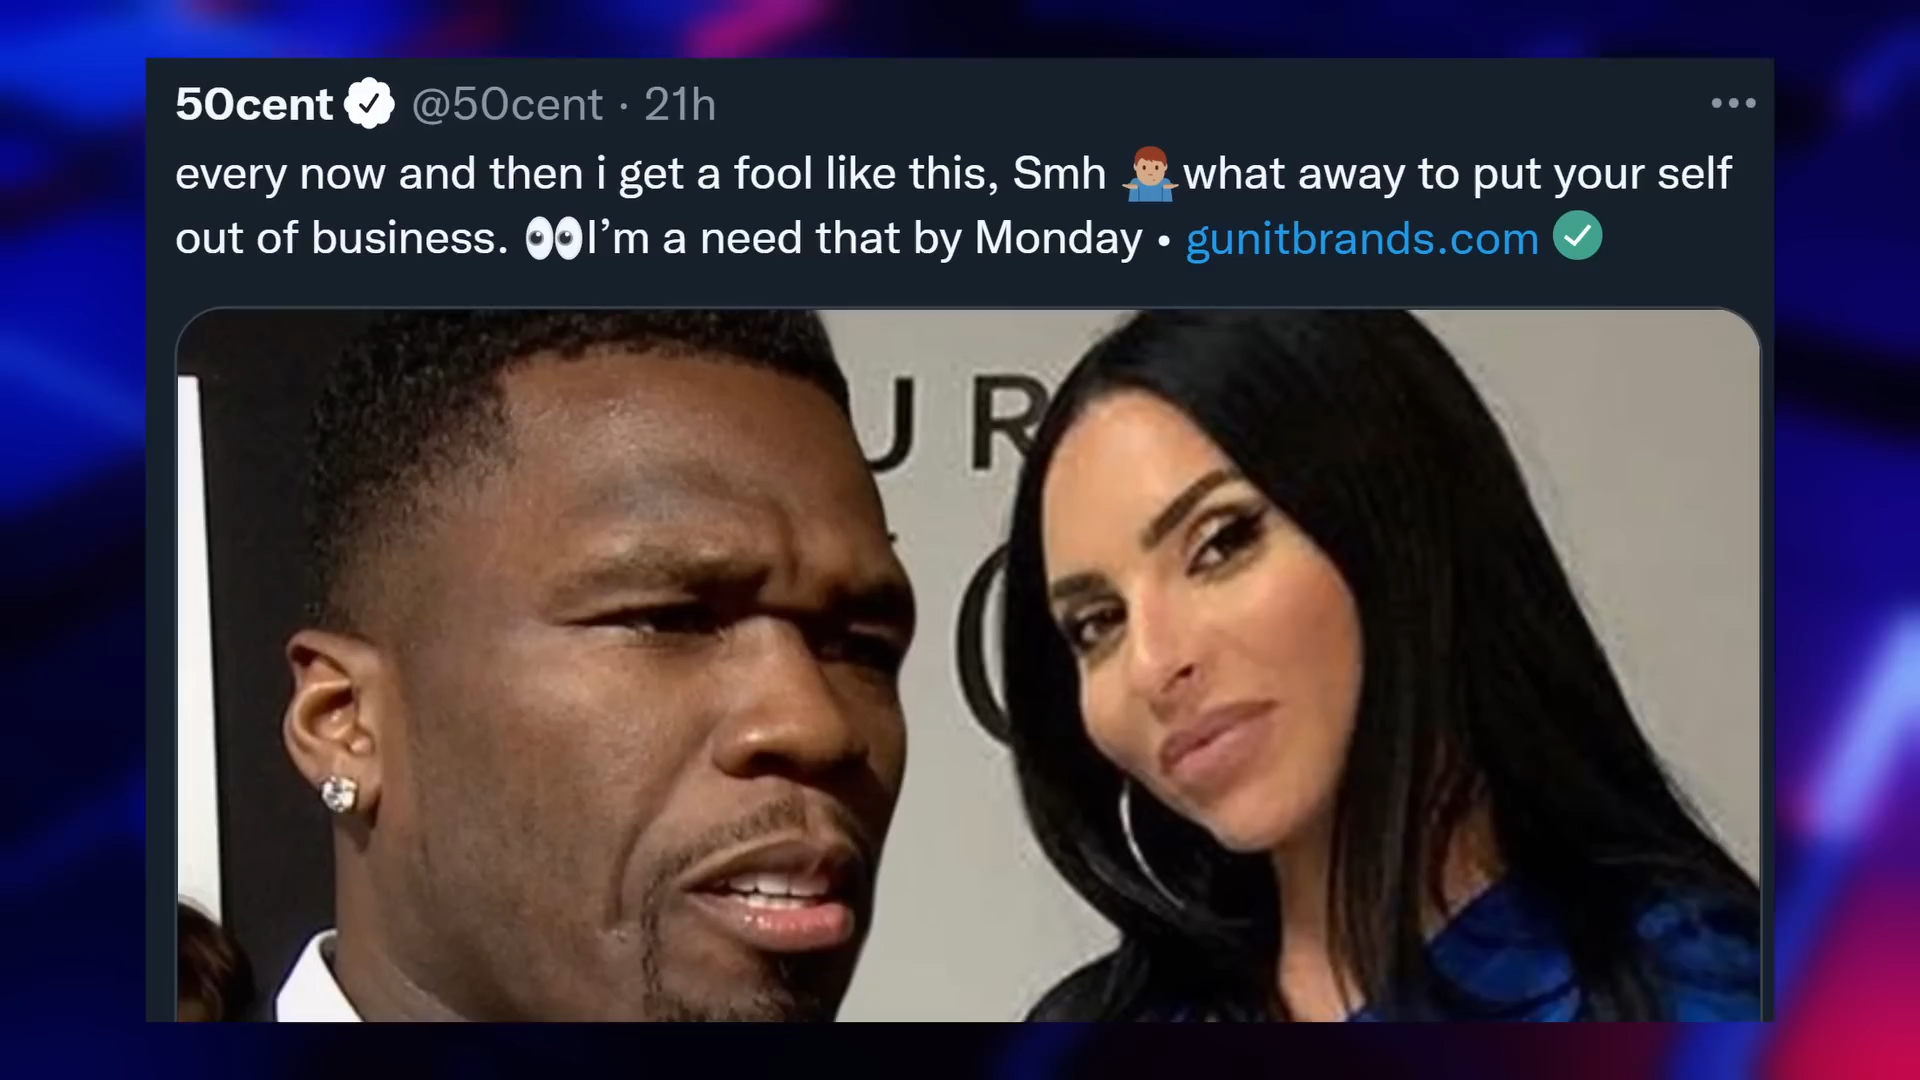 50cent @50cent · 21h
every now and then i get a fool like this, Smh 🤷🏽‍♂️what away to put your self
out of business. 👀I’m a need that by Monday • gunitbrands.com ✅
UR